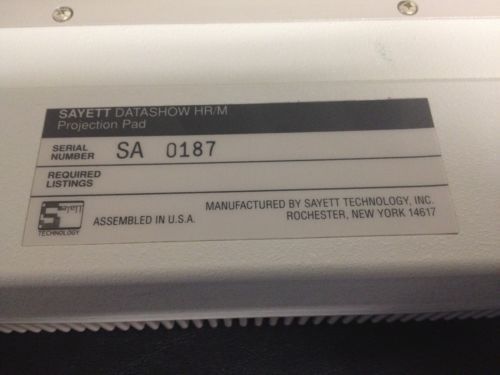 SAYETT DATASHOW HR/M
Projection Pad
SERIAL NUMBER SA 0187
REQUIRED LISTINGS
TECHNOLOGY
ASSEMBLED IN U.S.A.
MANUFACTURED BY SAYETT TECHNOLOGY, INC.
ROCHESTER, NEW YORK 14617